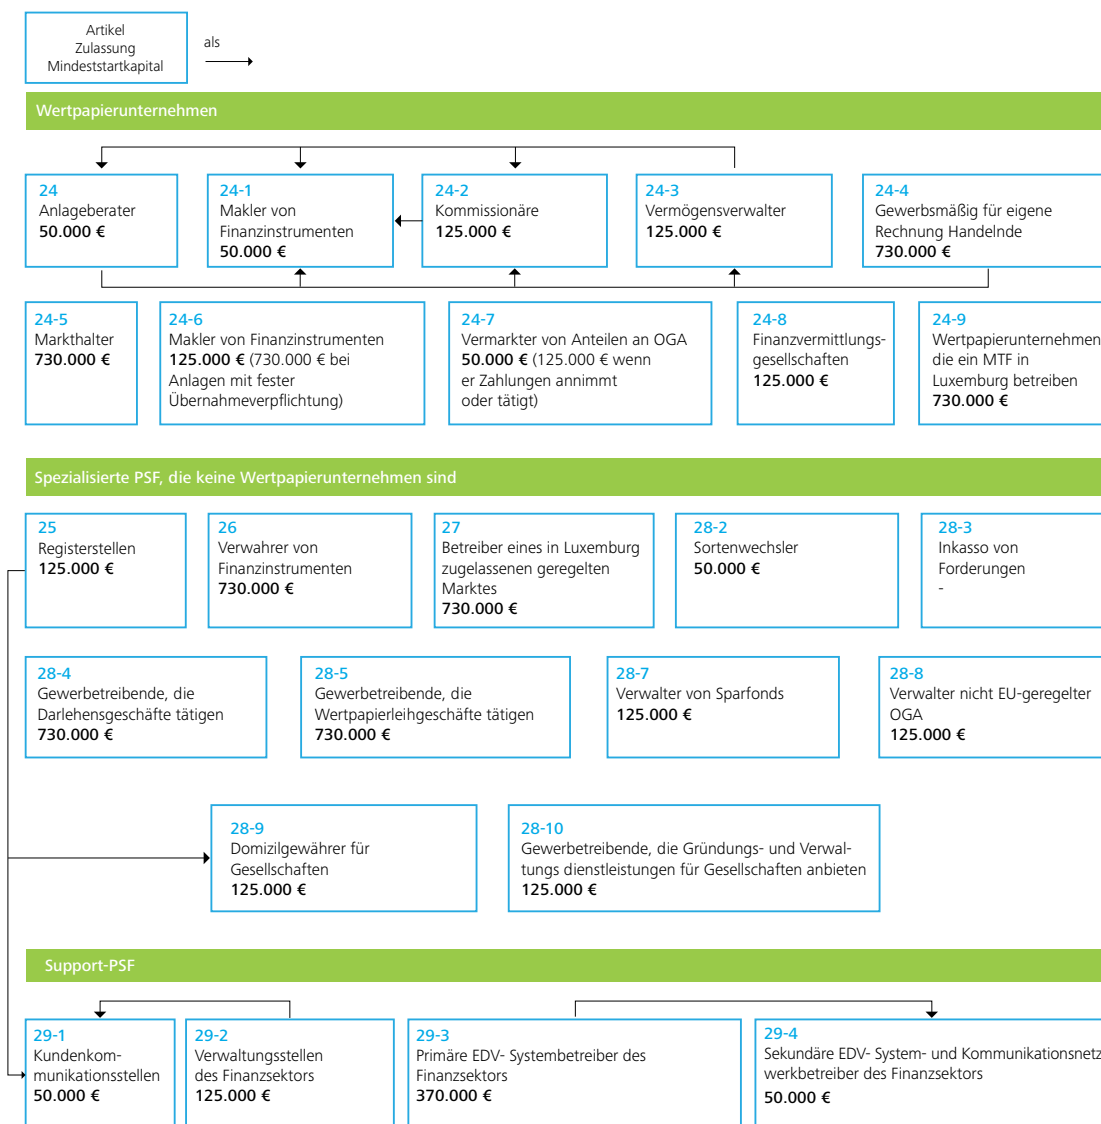 Artikel
Zulassung
Mindeststartkapital
als
Wertpapierunternehmen
24
Anlageberater
50.000 €
24-1
Makler von
Finanzinstrumenten
50.000 €
24-2
Kommissionäre
125.000 €
24-3
Vermögensverwalter
125.000 €
24-4
Gewerbsmäßig für eigene
Rechnung Handelnde
730.000 €
24-5
Markthalter
730.000 €
24-6
Makler von Finanzinstrumenten
125.000 € (730.000 € bei
Anlagen mit fester
Übernahmeverpflichtung)
24-7
Vermarkter von Anteilen an OGA
50.000 € (125.000 € wenn
er Zahlungen annimmt
oder tätigt)
24-8
Finanzvermittlungs-
gesellschaften
125.000 €
24-9
Wertpapierunternehmen
die ein MTF in
Luxemburg betreiben
730.000 €
Spezialisierte PSF, die keine Wertpapierunternehmen sind
25
Registerstellen
125.000 €
26
Verwahrer von
Finanzinstrumenten
730.000 €
27
Betreiber eines in Luxemburg
zugelassenen geregelten
Marktes
730.000 €
28-2
Sortenwechsler
50.000 €
28-3
Inkasso von
Forderungen
-
28-4
Gewerbetreibende, die
Darlehensgeschäfte tätigen
730.000 €
28-5
Gewerbetreibende, die
Wertpapierleihgeschäfte tätigen
730.000 €
28-7
Verwalter von Sparfonds
125.000 €
28-8
Verwalter nicht EU-geregelter
OGA
125.000 €
28-9
Domizilgewährer für
Gesellschaften
125.000 €
28-10
Gewerbetreibende, die Gründungs- und Verwal-
tungs dienstleistungen für Gesellschaften anbieten
125.000 €
Support-PSF
29-1
Kundenkom-
munikationsstellen
50.000 €
29-2
Verwaltungsstellen
des Finanzsektors
125.000 €
29-3
Primäre EDV- Systembetreiber des
Finanzsektors
370.000 €
29-4
Sekundäre EDV- System- und Kommunikationsnetz
werkbetreiber des Finanzsektors
50.000 €